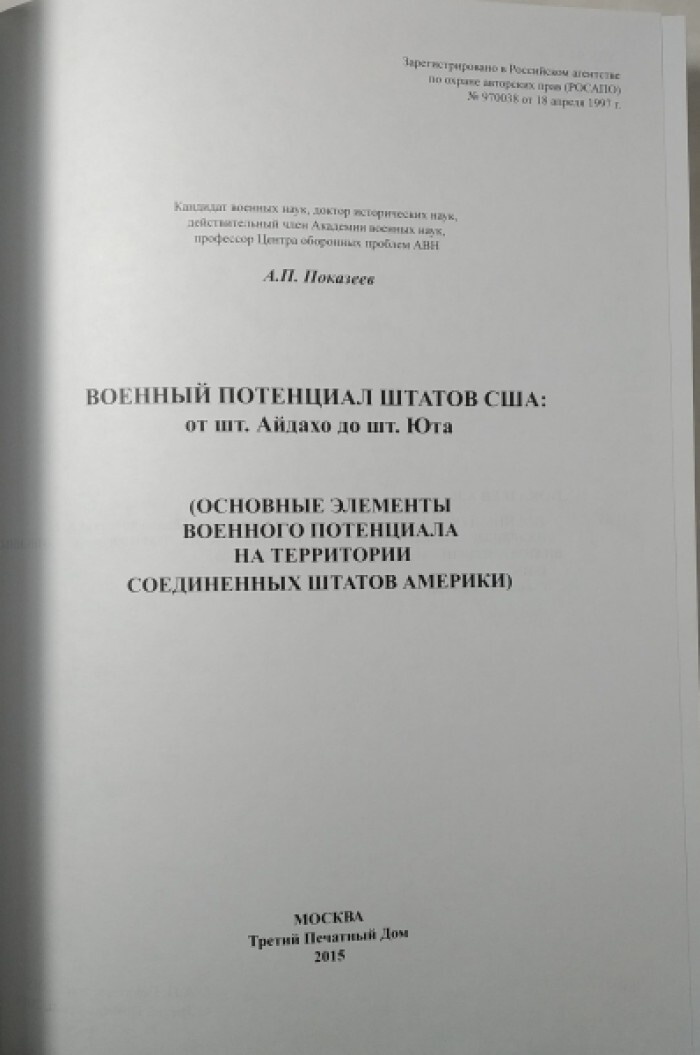 Зарегистрировано в Российском агентстве
по охране авторских прав (РОСАПО)
№ 970038 от 18 апреля 1997 г.
Кандидат военных наук, доктор исторических наук,
действительный член Академии военных наук,
профессор Центра оборонных проблем АВН
А.П. Показеев
ВОЕННЫЙ ПОТЕНЦИАЛ ШТАТОВ США:
от шт. Айдахо до шт. Юта
(ОСНОВНЫЕ ЭЛЕМЕНТЫ
ВОЕННОГО ПОТЕНЦИАЛА
НА ТЕРРИТОРИИ
СОЕДИНЕННЫХ ШТАТОВ АМЕРИКИ)
МОСКВА
Третий Печатный Дом
2015